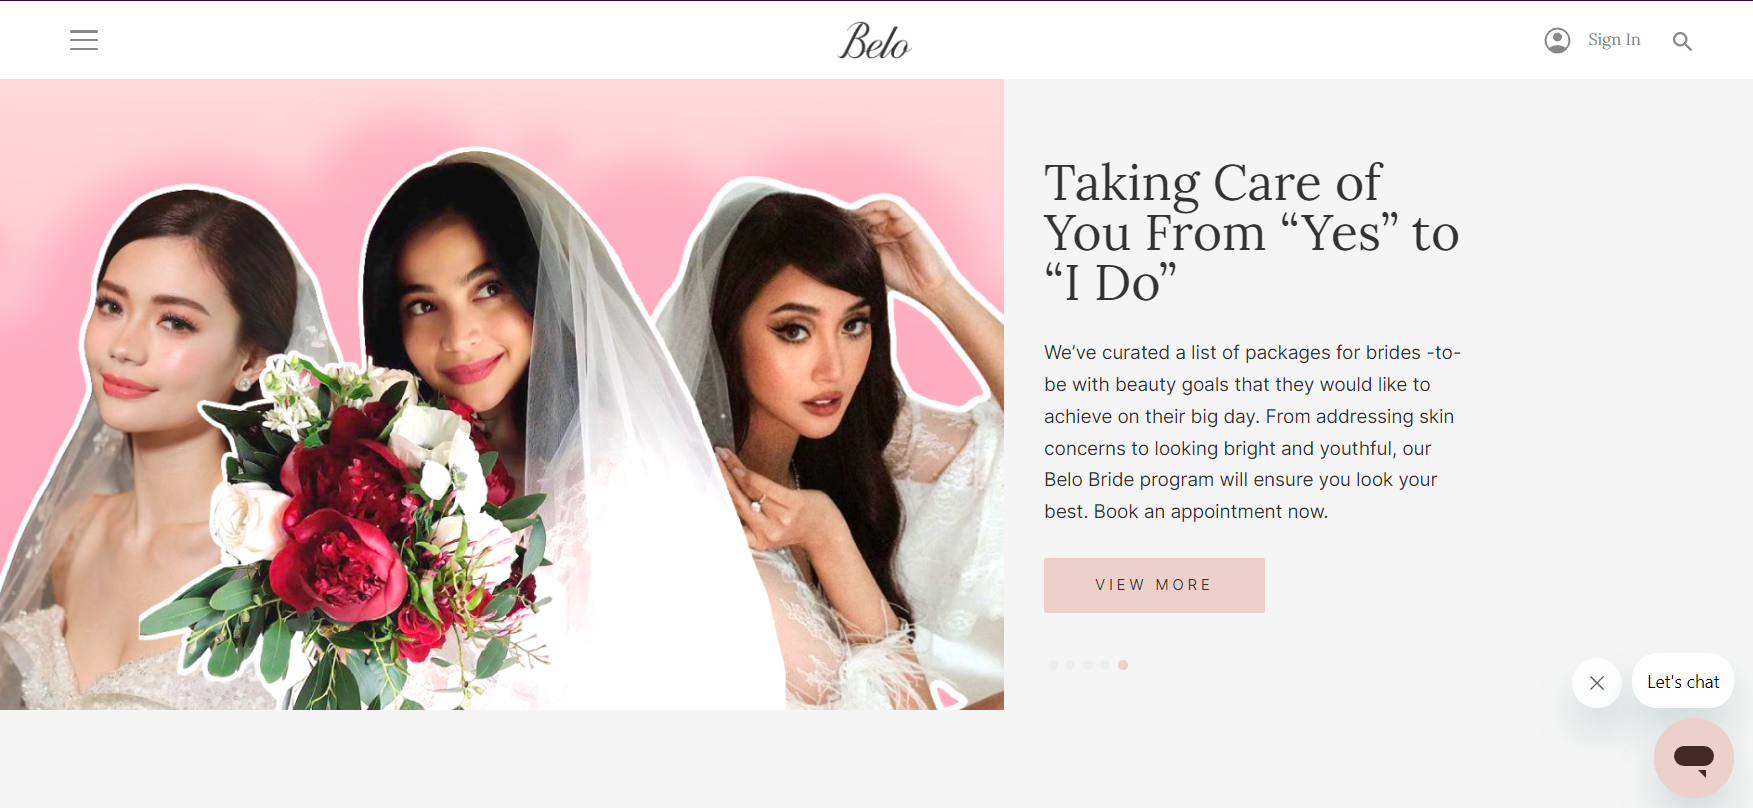 Belo
Sign In
Taking Care of
You From “Yes” to
“I Do”
We’ve curated a list of packages for brides -to-
be with beauty goals that they would like to
achieve on their big day. From addressing skin
concerns to looking bright and youthful, our
Belo Bride program will ensure you look your
best. Book an appointment now.
VIEW MORE
Let's chat